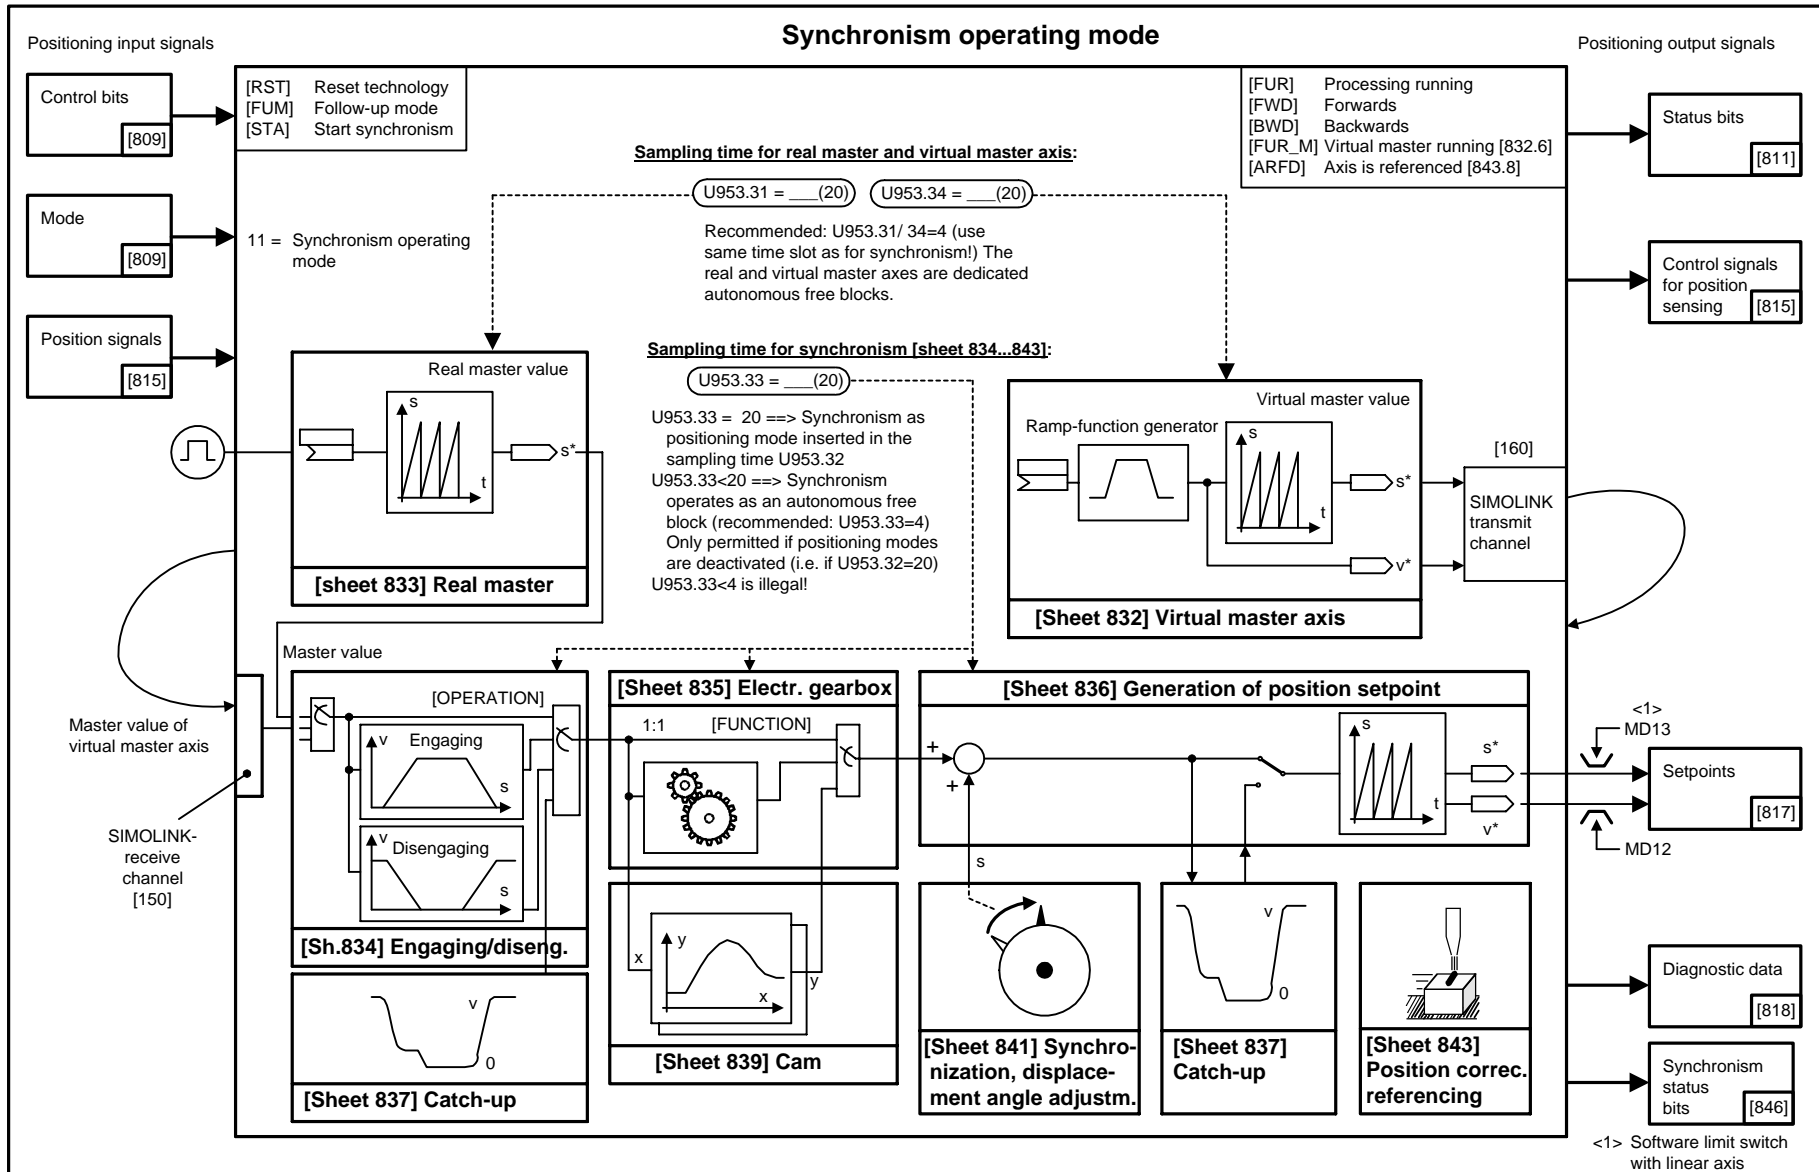 Synchronism operating mode
Positioning input signals
Positioning output signals
Control bits
[809]
Mode
[809]
Position signals
[815]
[RST] Reset technology
[FUM] Follow-up mode
[STA] Start synchronism
11 = Synchronism operating
mode
[FUR] Processing running
[FWD] Forwards
[BWD] Backwards
[FUR_M] Virtual master running [832.6]
[ARFD] Axis is referenced [843.8]
Status bits
[811]
Control signals
for position
sensing
[815]
Sampling time for real master and virtual master axis:
U953.31 = ___(20)
U953.34 = ___(20)
Recommended: U953.31/ 34=4 (use
same time slot as for synchronism!) The
real and virtual master axes are dedicated
autonomous free blocks.
Sampling time for synchronism [sheet 834...843]:
U953.33 = ___(20)
U953.33 = 20 ==> Synchronism as
positioning mode inserted in the
sampling time U953.32
U953.33<20 ==> Synchronism
operates as an autonomous free
block (recommended: U953.33=4)
Only permitted if positioning modes
are deactivated (i.e. if U953.32=20)
U953.33<4 is illegal!
Real master value
s
t
s*
[sheet 833] Real master
Virtual master value
Ramp-function generator
s
t
s*
v*
[Sheet 832] Virtual master axis
[160]
SIMOLINK
transmit
channel
Master value
Master value of
virtual master axis
SIMOLINK-
receive
channel
[150]
[OPERATION]
v
Engaging
s
v
Disengaging
s
[Sh.834] Engaging/diseng.
v
0
[Sheet 837] Catch-up
[Sheet 835] Electr. gearbox
1:1
[FUNCTION]
x
y
x
y
[Sheet 839] Cam
[Sheet 836] Generation of position setpoint
+
+
s
s
t
s*
v*
<1>
MD13
MD12
Setpoints
[817]
[Sheet 841] Synchro-
nization, displace-
ment angle adjustm.
v
0
[Sheet 837]
Catch-up
[Sheet 843]
Position correc.
referencing
Diagnostic data
[818]
Synchronism
status
bits
[846]
<1> Software limit switch
with linear axis